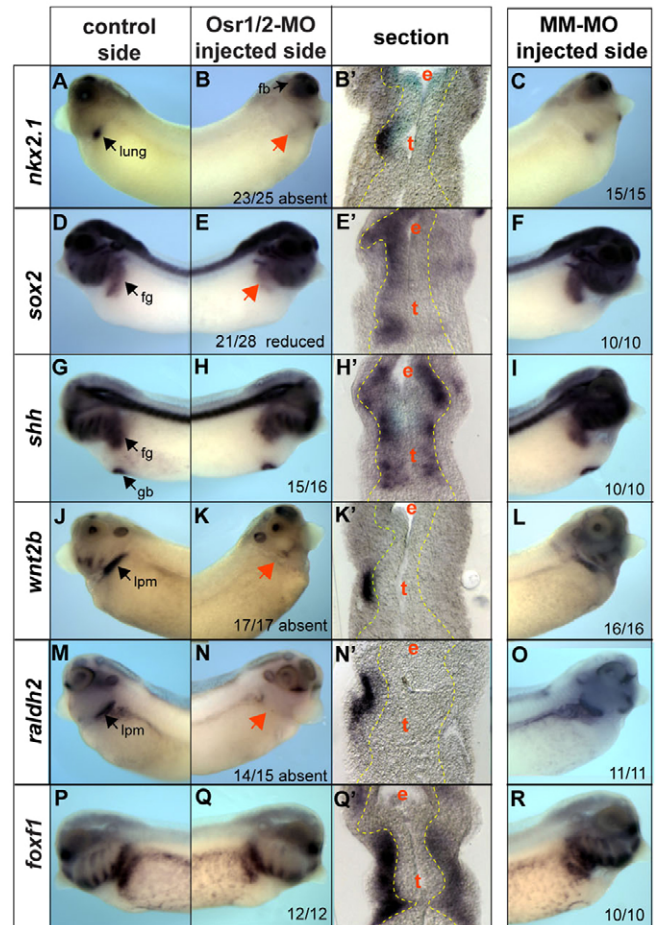 control side
Osr1/2-MO injected side
section
MM-MO injected side
nkx2.1
A
lung
B
fb
23/25 absent
B'
e
t
C
15/15
sox2
D
fg
E
21/28 reduced
E'
e
t
F
10/10
shh
G
fg
gb
H
15/16
H'
e
t
I
10/10
wnt2b
J
lpm
K
17/17 absent
K'
e
t
L
16/16
raldh2
M
lpm
N
14/15 absent
N'
e
t
O
11/11
foxf1
P
Q
12/12
Q'
e
t
R
10/10